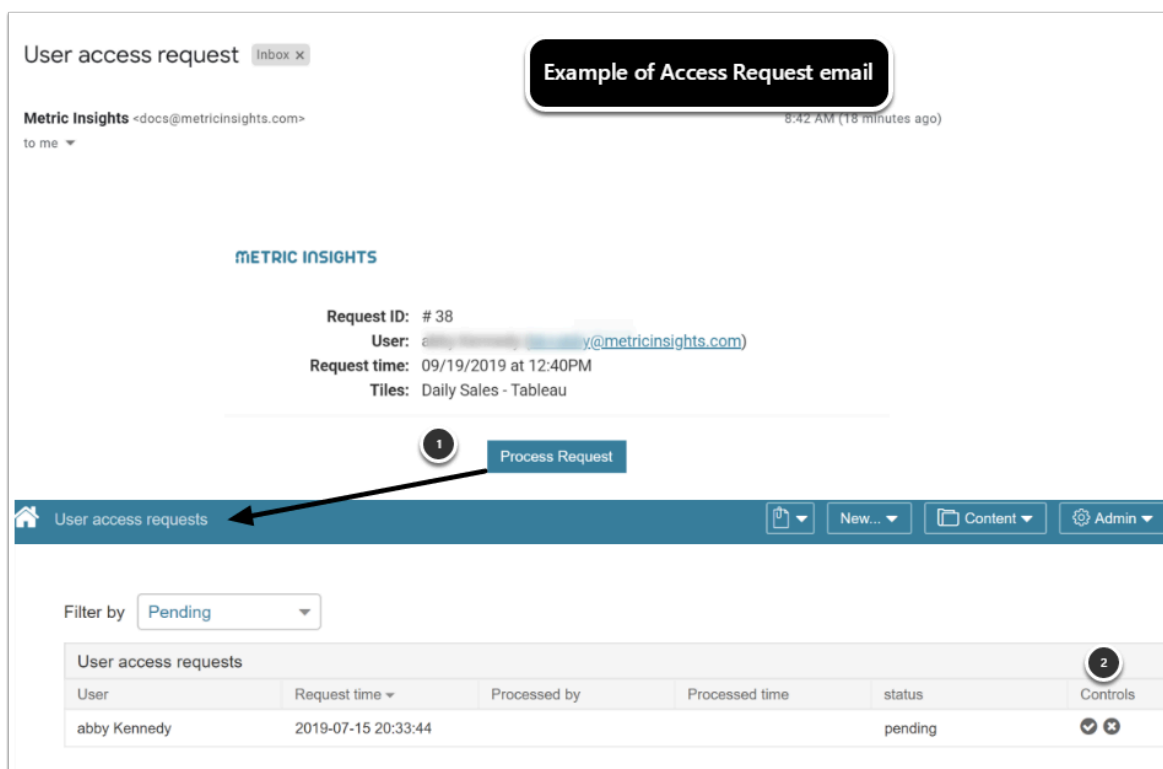 User access request Inbox x
Example of Access Request email
Metric Insights <docs@metricinsights.com>
8:42 AM (18 minutes ago)
to me
METRIC INSIGHTS
Request ID: # 38
User: y@metricinsights.com)
Request time: 09/19/2019 at 12:40PM
Tiles: Daily Sales - Tableau
1
Process Request
User access requests New... Content Admin
Filter by Pending
User access requests
2
User Request time Processed by Processed time status Controls
abby Kennedy 2019-07-15 20:33:44 pending